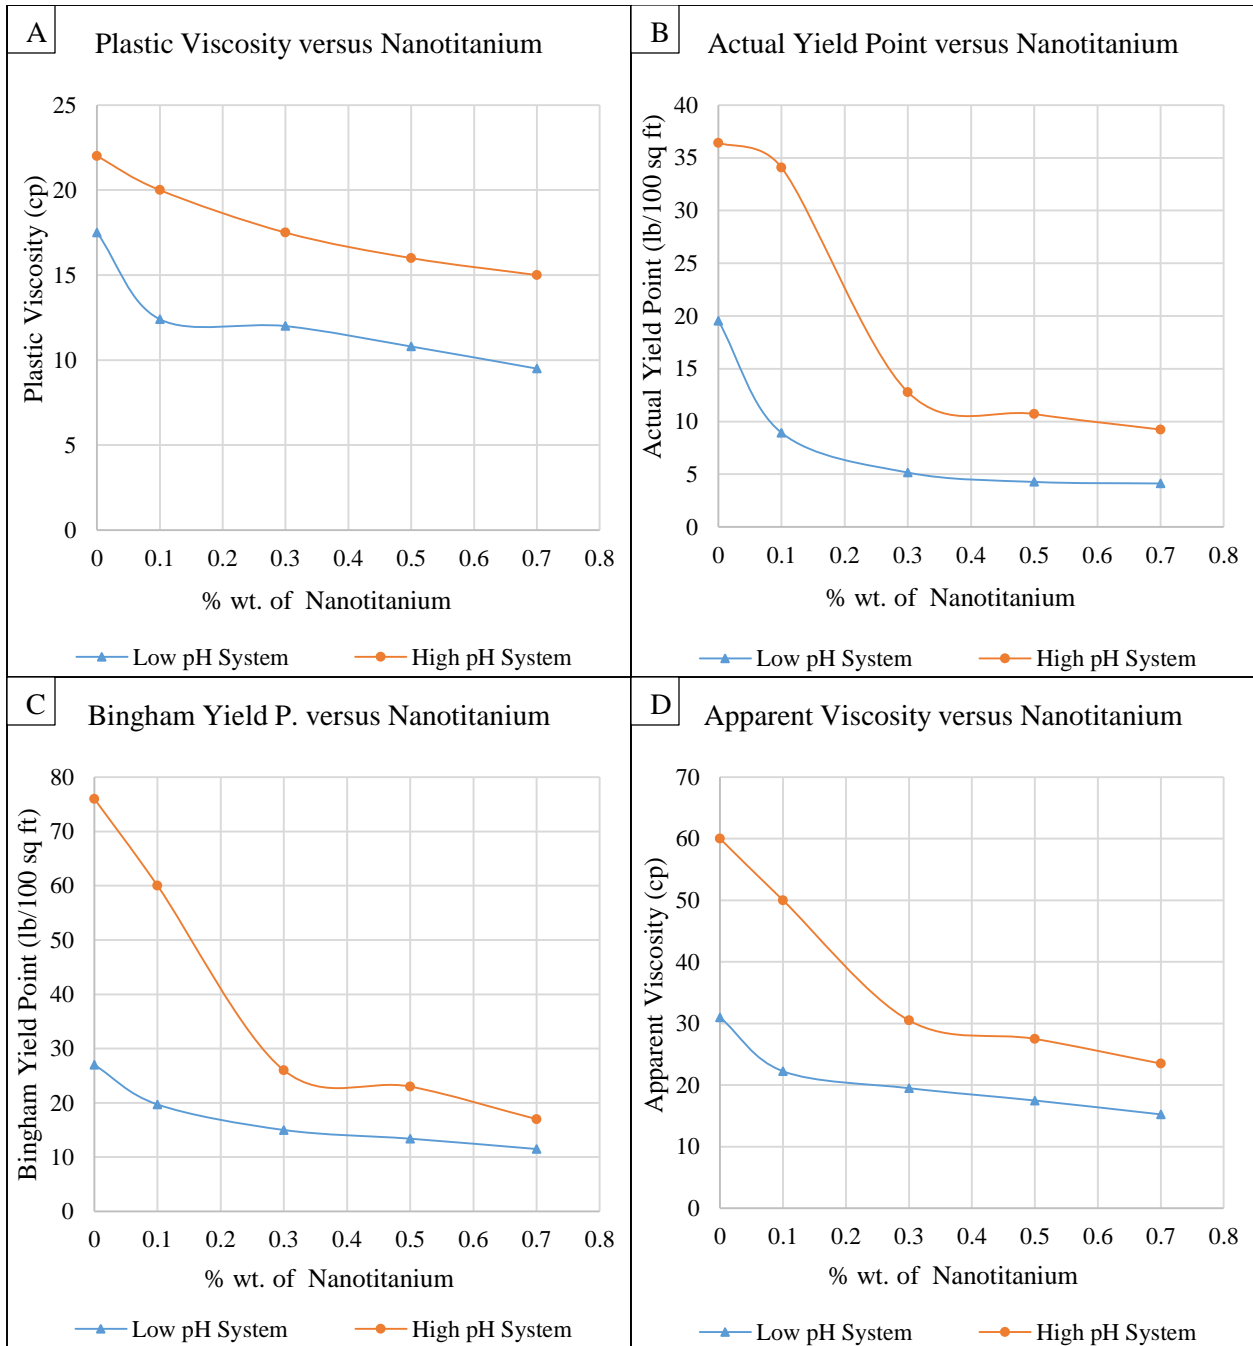 A
Plastic Viscosity versus Nanotitanium
Plastic Viscosity (cp)
25
20
15
10
5
0
0 0.1 0.2 0.3 0.4 0.5 0.6 0.7 0.8
% wt. of Nanotitanium
Low pH System High pH System
B
Actual Yield Point versus Nanotitanium
Actual Yield Point (lb/100 sq ft)
40
35
30
25
20
15
10
5
0
0 0.1 0.2 0.3 0.4 0.5 0.6 0.7 0.8
% wt. of Nanotitanium
Low pH System High pH System
C
Bingham Yield P. versus Nanotitanium
Bingham Yield Point (lb/100 sq ft)
80
70
60
50
40
30
20
10
0
0 0.1 0.2 0.3 0.4 0.5 0.6 0.7 0.8
% wt. of Nanotitanium
Low pH System High pH System
D
Apparent Viscosity versus Nanotitanium
Apparent Viscosity (cp)
70
60
50
40
30
20
10
0
0 0.1 0.2 0.3 0.4 0.5 0.6 0.7 0.8
% wt. of Nanotitanium
Low pH System High pH System